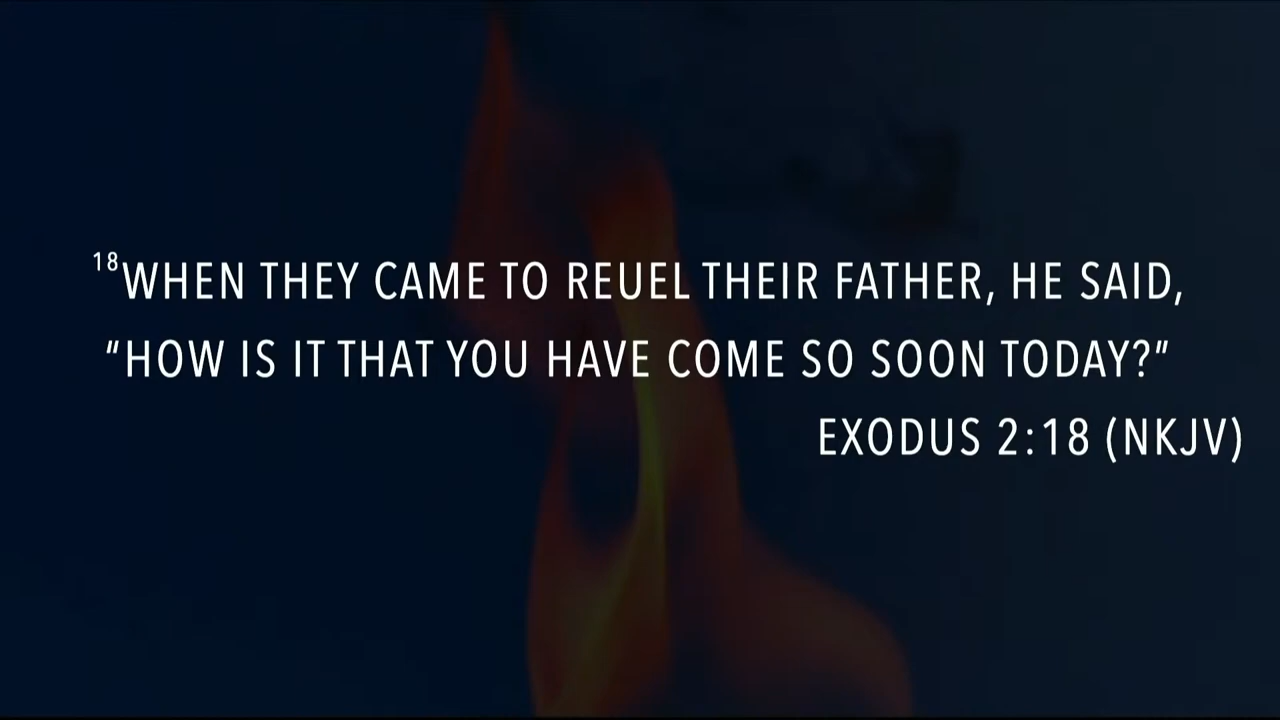 ¹⁸WHEN THEY CAME TO REUEL THEIR FATHER, HE SAID,
“HOW IS IT THAT YOU HAVE COME SO SOON TODAY?”
EXODUS 2:18 (NKJV)